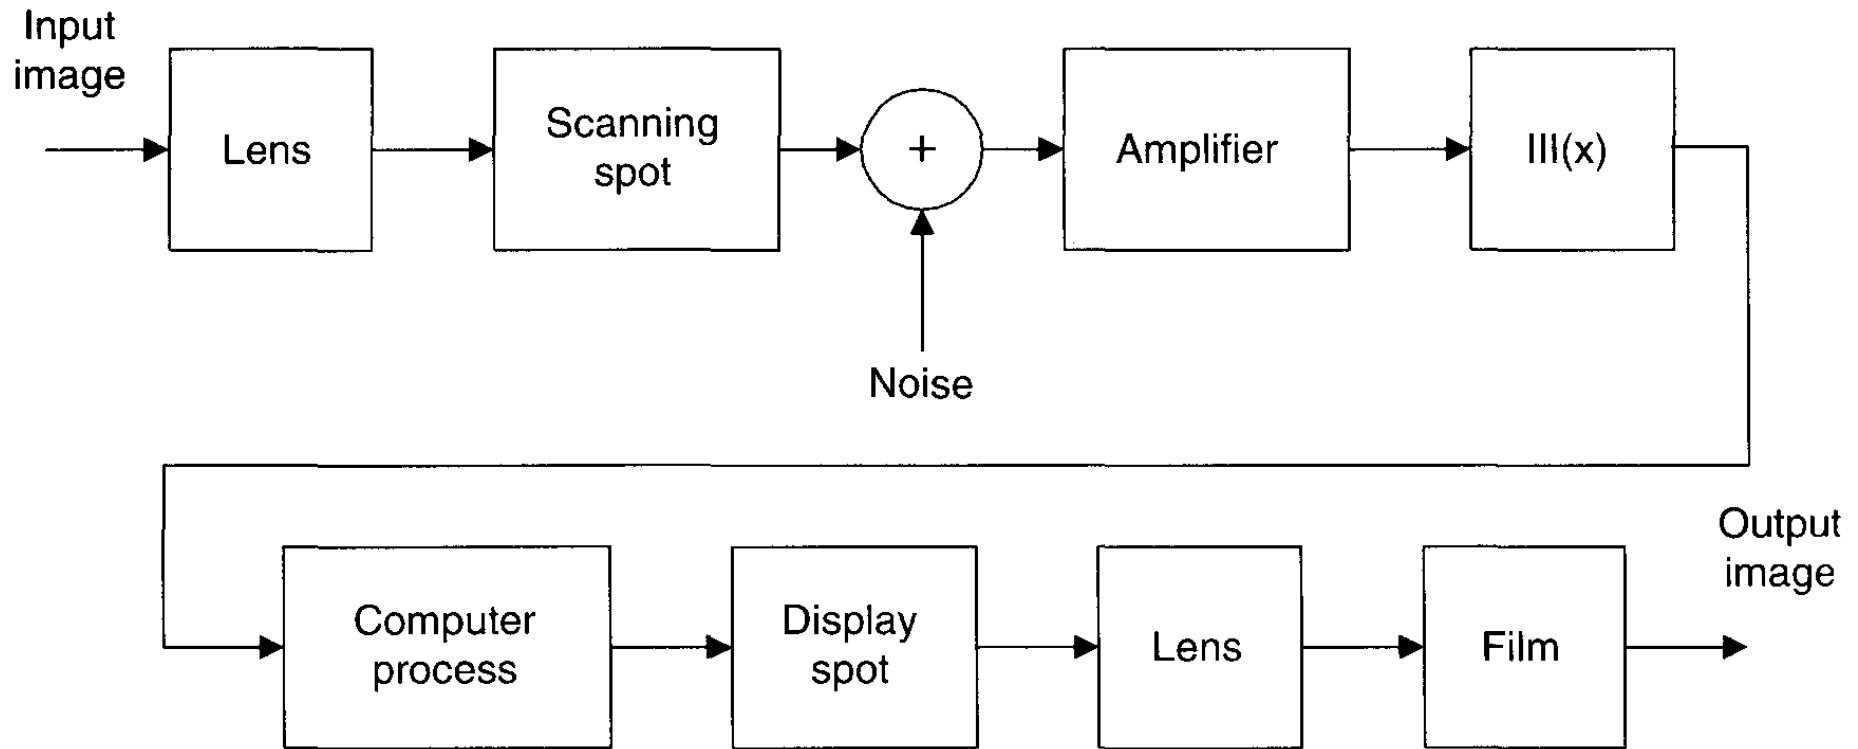 Input
image
Lens
Scanning
spot
+
Amplifier
III(x)
Noise
Computer
process
Display
spot
Lens
Film
Output
image